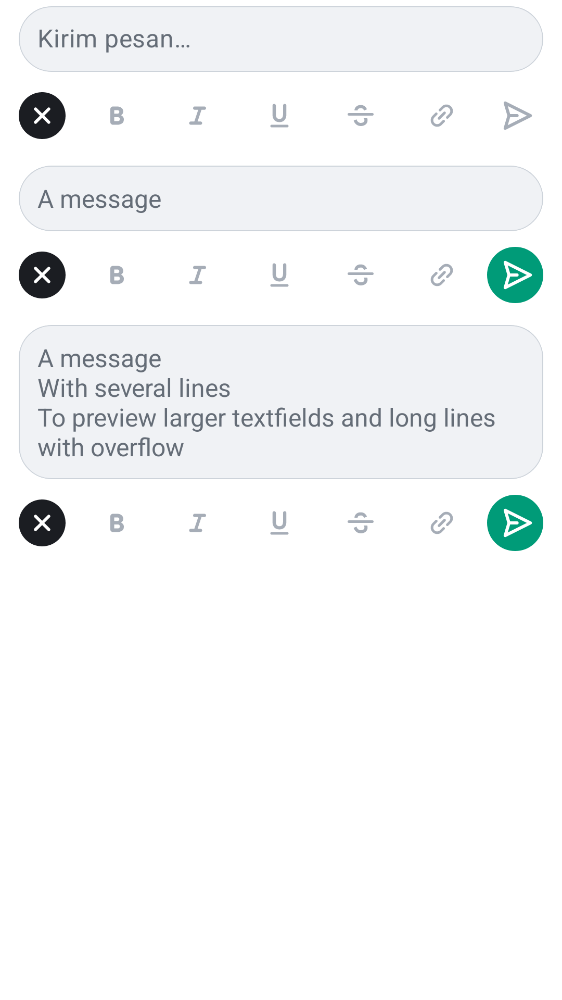 Kirim pesan…
A message
A message
With several lines
To preview larger textfields and long lines
with overflow